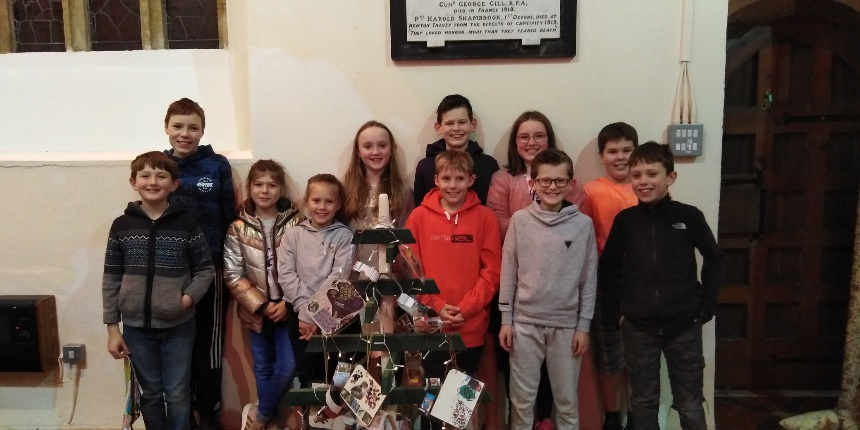 GUNR GEORGE GILL, R.F.A.,
DIED IN FRANCE 1918.
PTE HAROLD SHAMBROOK, 1ST DEVONS, DIED AT
NEWTON TRACEY FROM THE EFFECTS OF CAPTIVITY 1919.
"THEY LOVED HONOUR MORE THAN THEY FEARED DEATH."